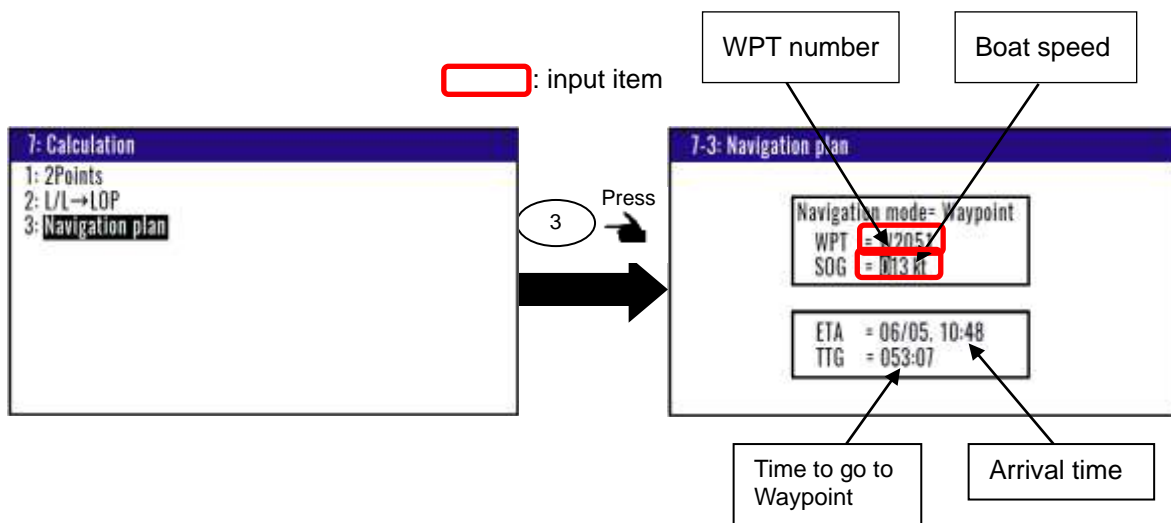 WPT number
Boat speed
: input item
7: Calculation
1: 2Points
2: L/L→LOP
3: Navigation plan
3
Press
7-3: Navigation plan
Navigation mode= Waypoint
WPT =
SOG = 013 kt
ETA = 06/05, 10:48
TTG = 053:07
Time to go to
Waypoint
Arrival time